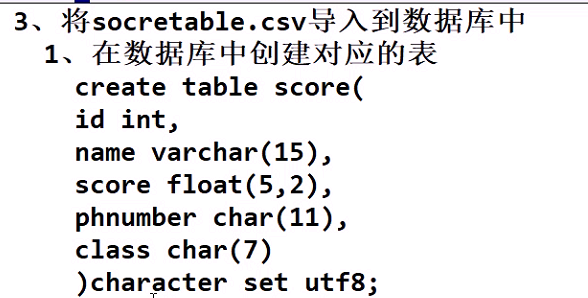 3、将socretable.csv导入到数据库中
1、在数据库中创建对应的表
create table score(
id int,
name varchar(15),
score float(5,2),
phnumber char(11),
class char(7)
)character set utf8;